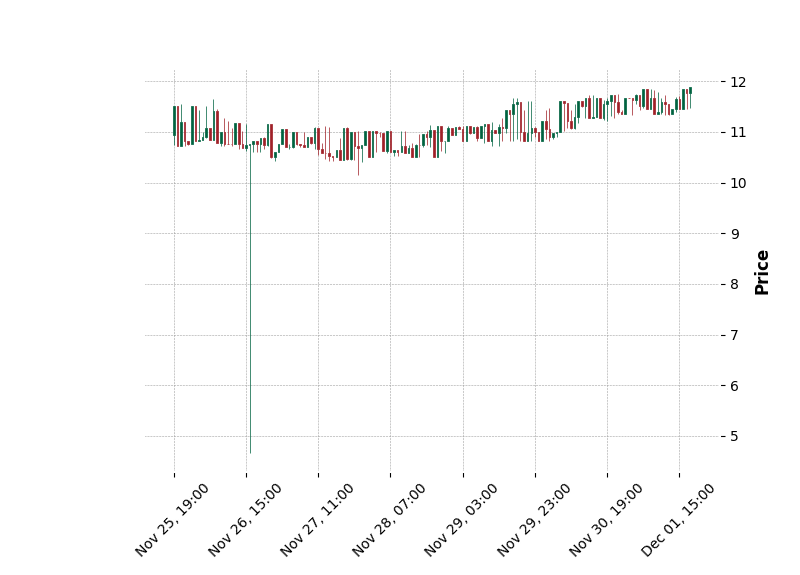 12
11
10
9
8
7
6
5
Price
Nov 25, 19:00
Nov 26, 15:00
Nov 27, 11:00
Nov 28, 07:00
Nov 29, 03:00
Nov 29, 23:00
Nov 30, 19:00
Dec 01, 15:00